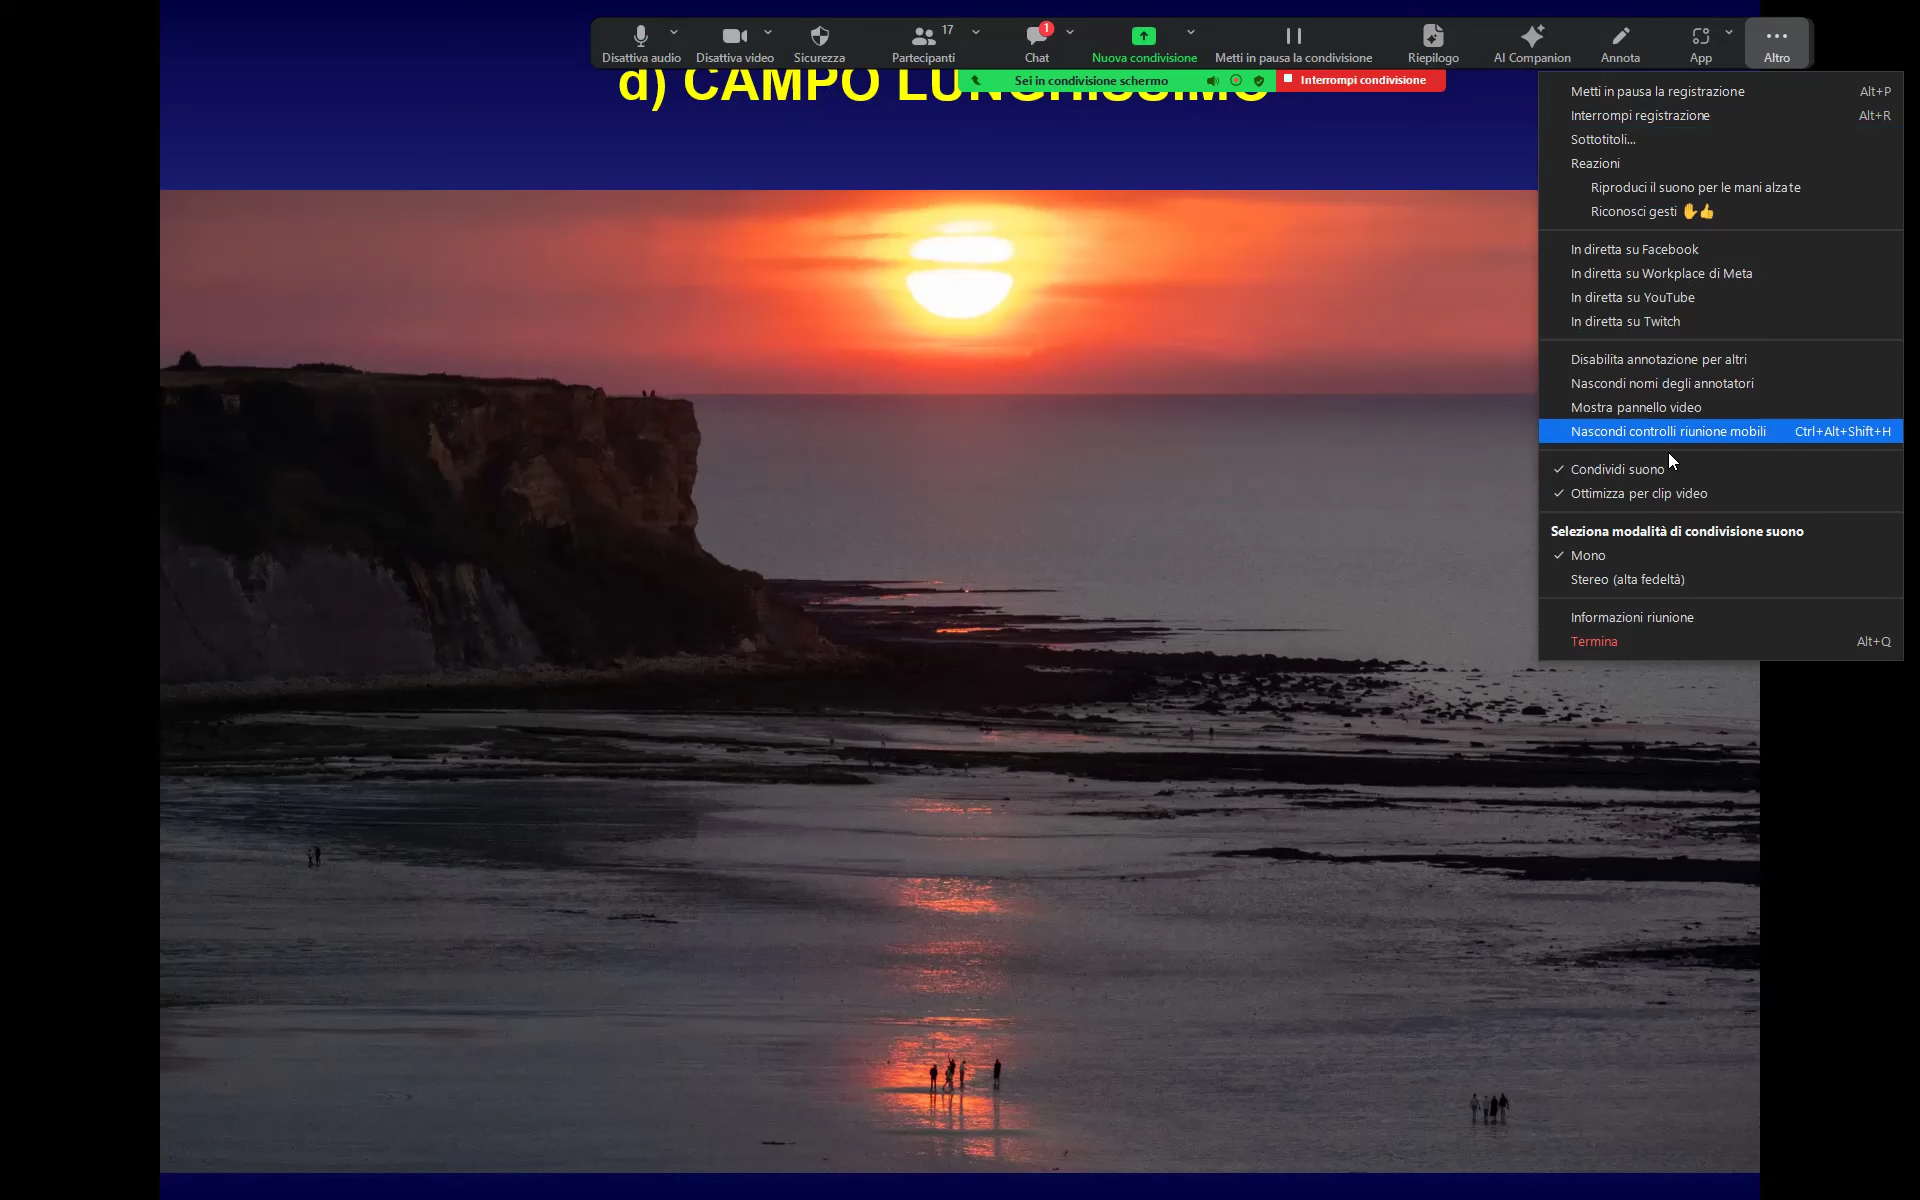 Disattiva audio
Disattiva video
Sicurezza
17
Partecipanti
1
Chat
Nuova condivisione
Metti in pausa la condivisione
Riepilogo
AI Companion
Annota
App
Altro
Sei in condivisione schermo
Interrompi condivisione
d) CAMPO LUNGHISSIMO
Metti in pausa la registrazione Alt+P
Interrompi registrazione Alt+R
Sottotitoli...
Reazioni
Riproduci il suono per le mani alzate
Riconosci gesti ✋👍
In diretta su Facebook
In diretta su Workplace di Meta
In diretta su YouTube
In diretta su Twitch
Disabilita annotazione per altri
Nascondi nomi degli annotatori
Mostra pannello video
Nascondi controlli riunione mobili Ctrl+Alt+Shift+H
Condividi suono
Ottimizza per clip video
Seleziona modalità di condivisione suono
Mono
Stereo (alta fedeltà)
Informazioni riunione
Termina Alt+Q